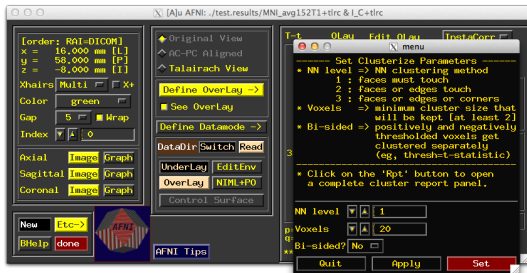 [A]u AFNI: ./test.results/MNI_avg152T1+tlrc & I_C+tlrc
[order: RAI=DICOM]
x = 16.000 mm [L]
y = 58.000 mm [P]
z = -8.000 mm [I]
Xhairs Multi X+
Color green
Gap 5 Wrap
Index 0
Axial Image Graph
Sagittal Image Graph
Coronal Image Graph
New Etc->
BHelp done
AFNI
Original View
AC-PC Aligned
Talairach View
Define OverLay ->
See OverLay
Define Datamode ->
DataDir Switch Read
UnderLay EditEnv
OverLay NIML+PO
Control Surface
AFNI Tips
T-t OLay Edit OLay InstaCorr
menu
------ Set Clusterize Parameters ------
* NN level => NN clustering method
1 : faces must touch
2 : faces or edges touch
3 : faces or edges or corners
* Voxels => minimum cluster size that
will be kept [at least 2]
* Bi-sided => positively and negatively
thresholded voxels get
clustered separately
(eg, thresh=t-statistic)
* Click on the 'Rpt' button to open
a complete cluster report panel.
NN level 1
Voxels 20
Bi-sided? No
Quit Apply Set